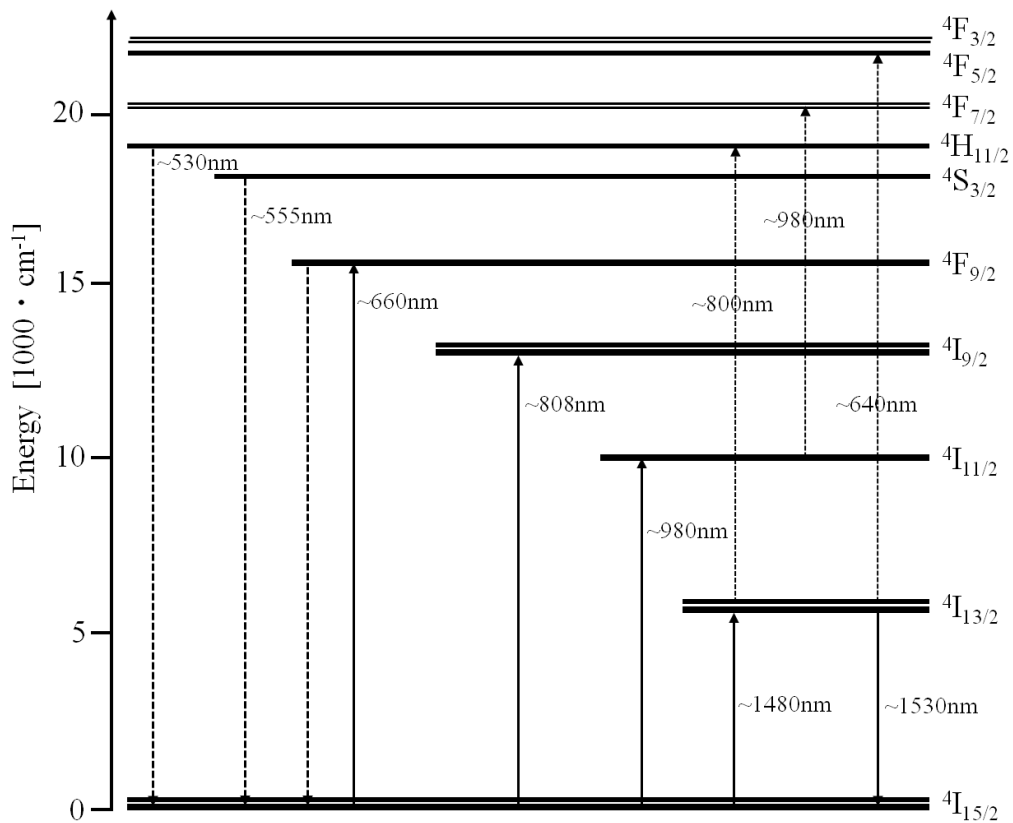 ⁴F₃/₂
⁴F₅/₂
⁴F₇/₂
20
⁴H₁₁/₂
~530nm
⁴S₃/₂
~555nm
~980nm
⁴F₉/₂
15
~660nm
~800nm
⁴I₉/₂
~808nm
~640nm
Energy [1000・cm⁻¹]
10
⁴I₁₁/₂
~980nm
⁴I₁₃/₂
5
~1480nm
~1530nm
0
⁴I₁₅/₂